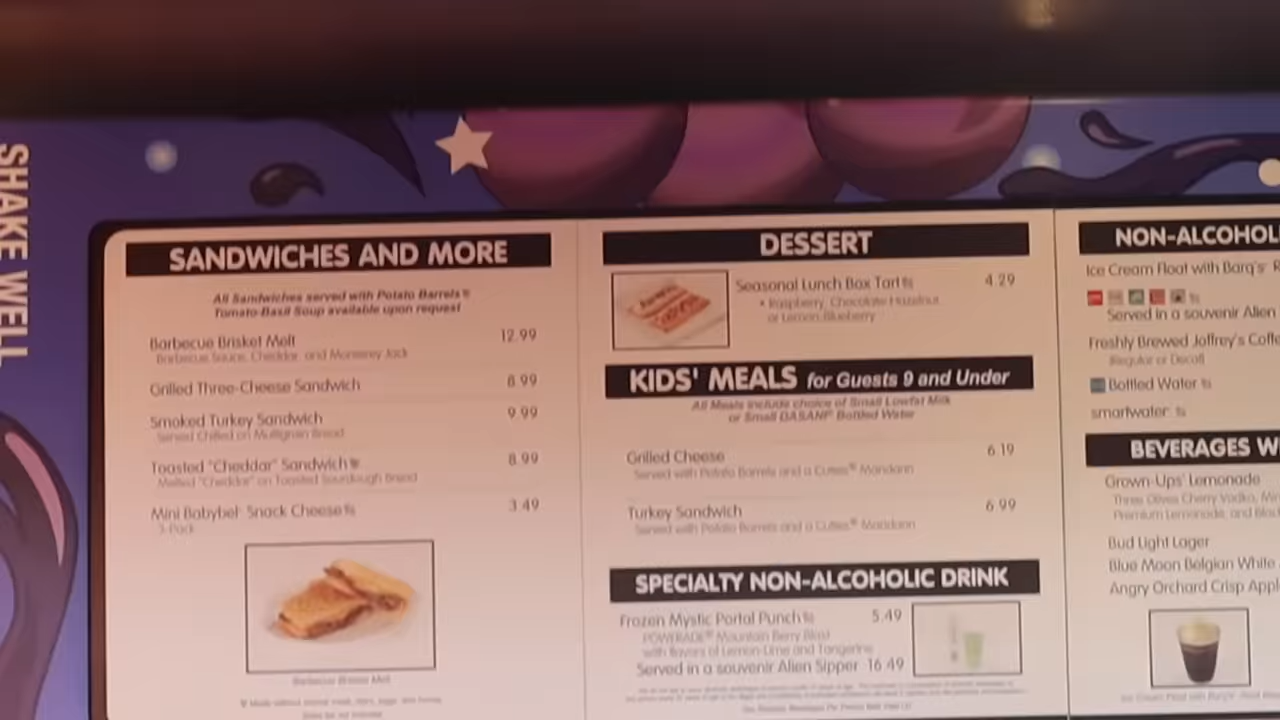 SHAKE WELL
SANDWICHES AND MORE
All Sandwiches served with Potato Barrels
Tomato-Basil Soup available upon request
Barbecue Brisket Melt 12.99
Barbecue Sauce, Cheddar, and Monterey Jack
Grilled Three-Cheese Sandwich 8.99
Smoked Turkey Sandwich 9.99
Served Chilled on Multigrain Bread
Toasted "Cheddar" Sandwich 8.99
Melted "Cheddar" on Toasted Sourdough Bread
Mini Babybel Snack Cheese 3.49
Barbecue Brisket Melt
DESSERT
Seasonal Lunch Box Tart 4.29
• Raspberry, Chocolate Hazelnut,
or Lemon-Blueberry
KIDS' MEALS for Guests 9 and Under
All Meals include choice of Small Lowfat Milk
or Small DASANI® Bottled Water
Grilled Cheese 6.19
Served with Potato Barrels and a Cuties® Mandarin
Turkey Sandwich 6.99
Served with Potato Barrels and a Cuties® Mandarin
SPECIALTY NON-ALCOHOLIC DRINK
Frozen Mystic Portal Punch 5.49
POWERADE® Mountain Berry Blast
with flavors of Lemon-Lime and Tangerine
Served in a souvenir Alien Sipper 16.49
NON-ALCOHOL
Ice Cream Float with Barq's R
Served in a souvenir Alien
Freshly Brewed Joffrey's Coffe
Regular or Decaf
Bottled Water
smartwater
BEVERAGES W
Grown-Ups' Lemonade
Three Olives Cherry Vodka, Min
Premium Lemonade, and Blac
Bud Light Lager
Blue Moon Belgian White
Angry Orchard Crisp Appl